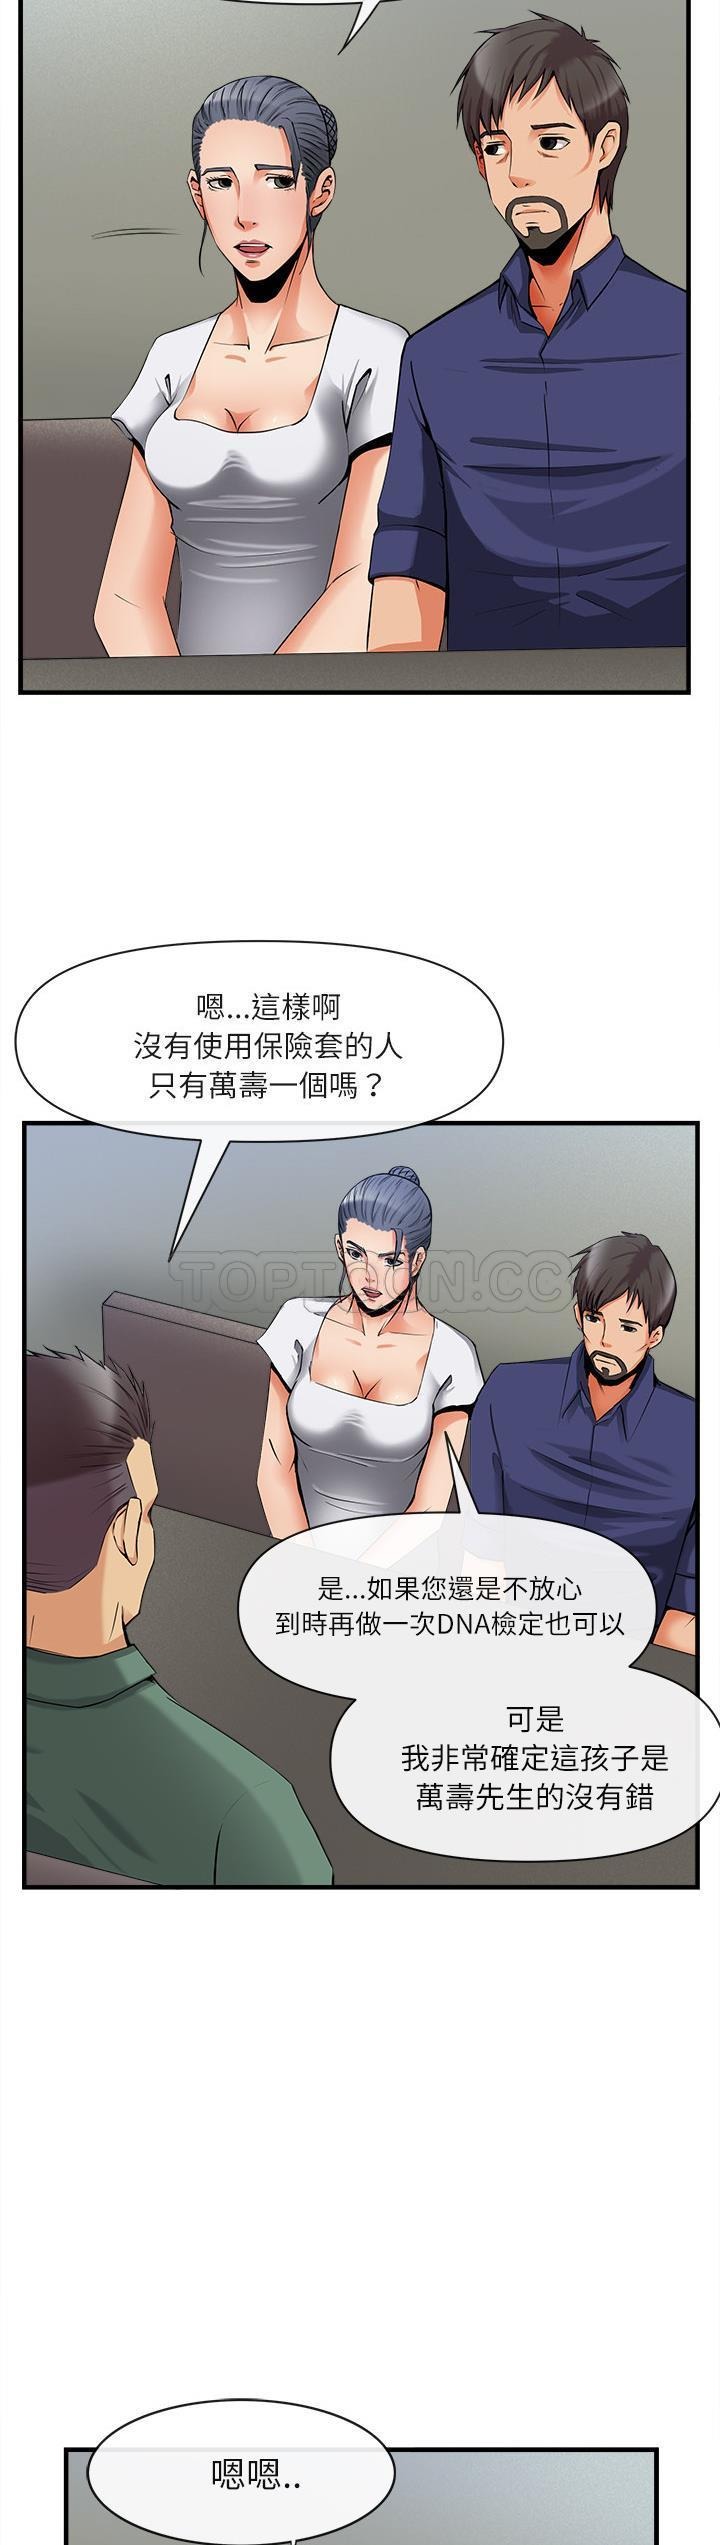 嗯...這樣啊
沒有使用保險套的人
只有萬壽一個嗎？
TOPTOON.CC
是...如果您還是不放心
到時再做一次DNA檢定也可以
可是
我非常確定這孩子是
萬壽先生的沒有錯
嗯嗯..